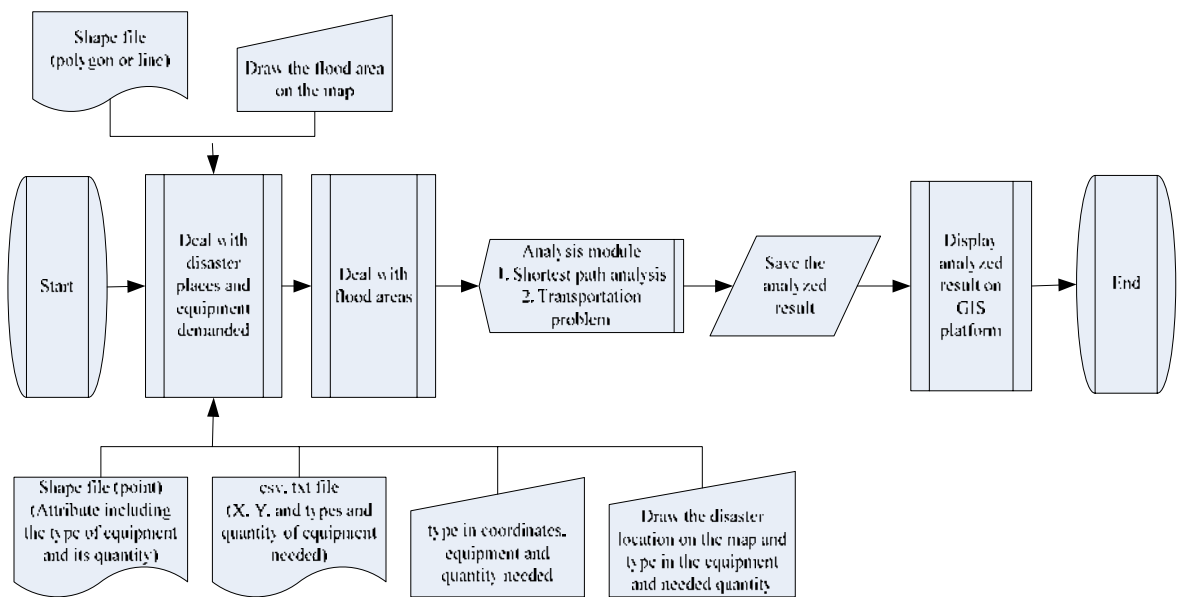 Shape file
(polygon or line)
Draw the flood area
on the map
Start
Deal with
disaster
places and
equipment
demanded
Deal with
flood areas
Analysis module
1. Shortest path analysis
2. Transportation
problem
Save the
analyzed
result
Display
analyzed
result on
GIS
platform
End
Shape file (point)
(Attribute including
the type of equipment
and its quantity)
csv, txt file
(X, Y, and types and
quantity of equipment
needed)
type in coordinates,
equipment and
quantity needed
Draw the disaster
location on the map and
type in the equipment
and needed quantity